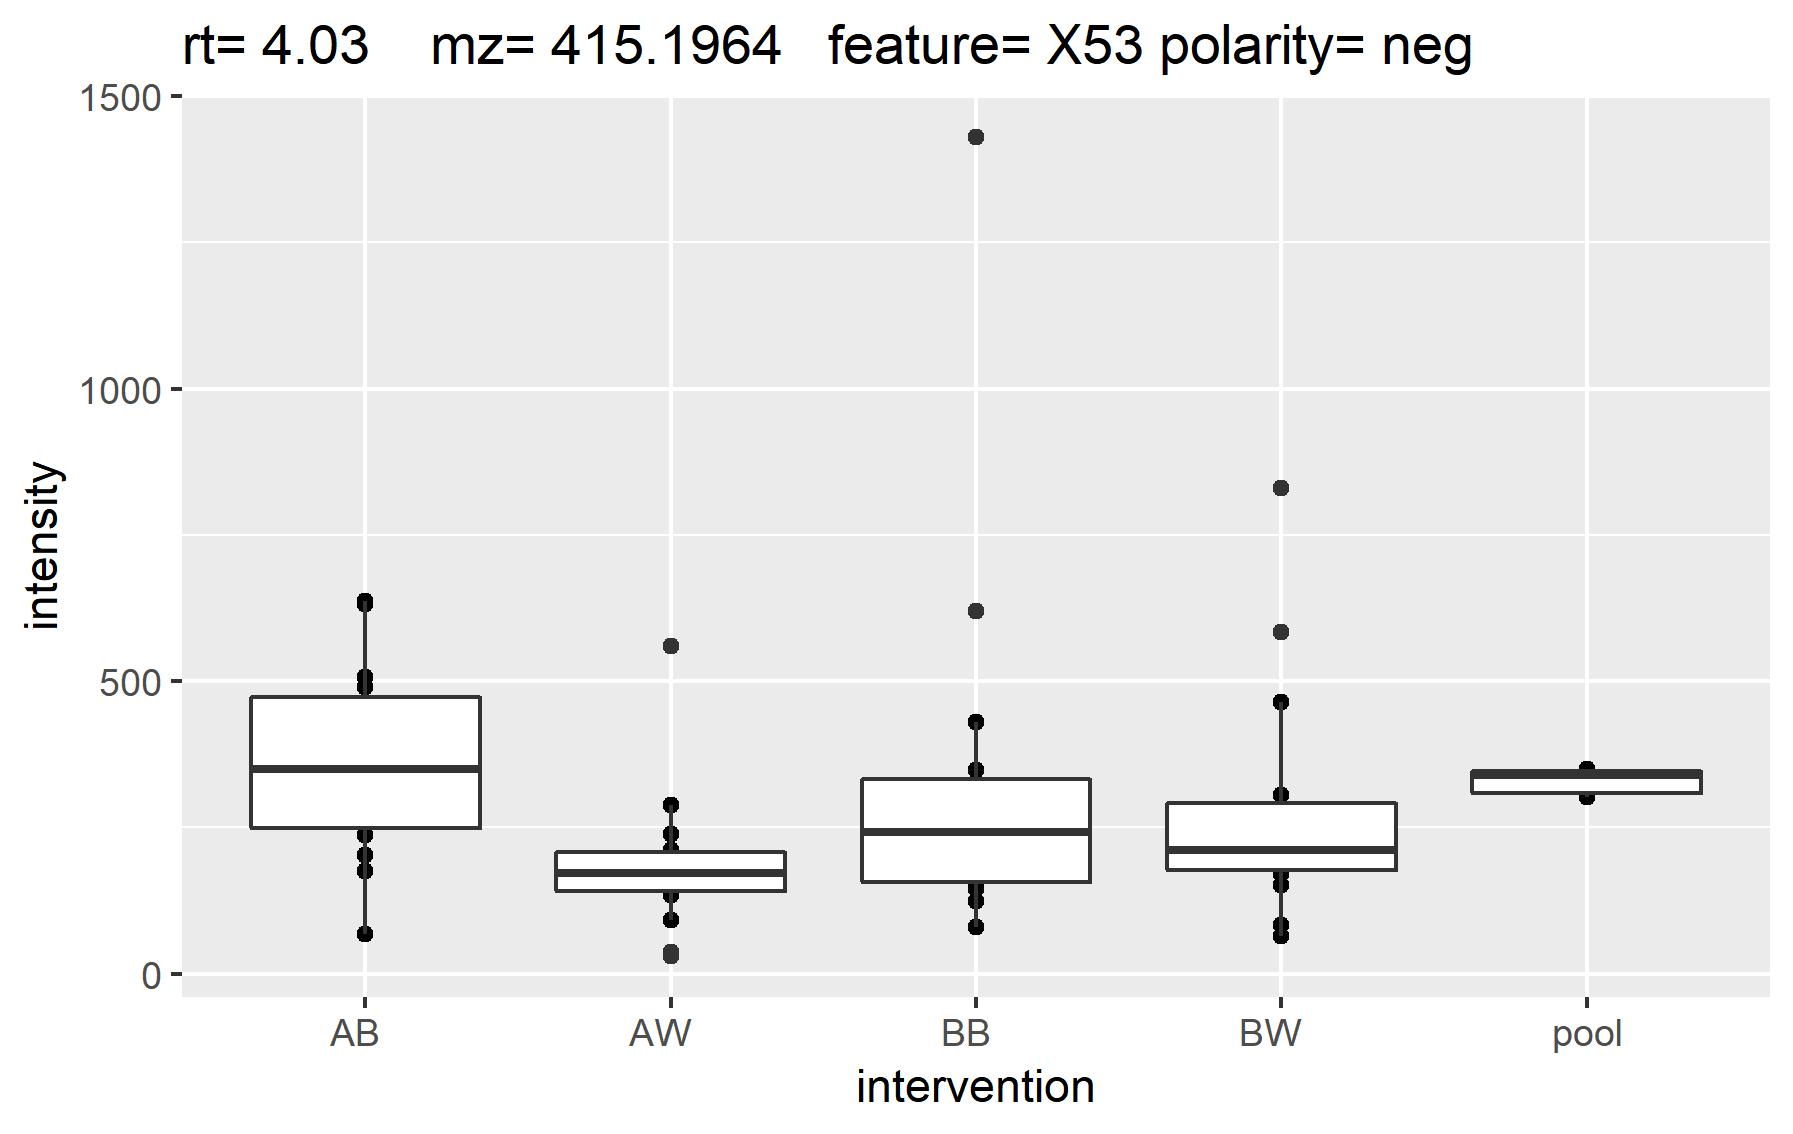 rt= 4.03    mz= 415.1964   feature= X53 polarity= neg
1500
1000
500
0
intensity
AB AW BB BW pool
intervention